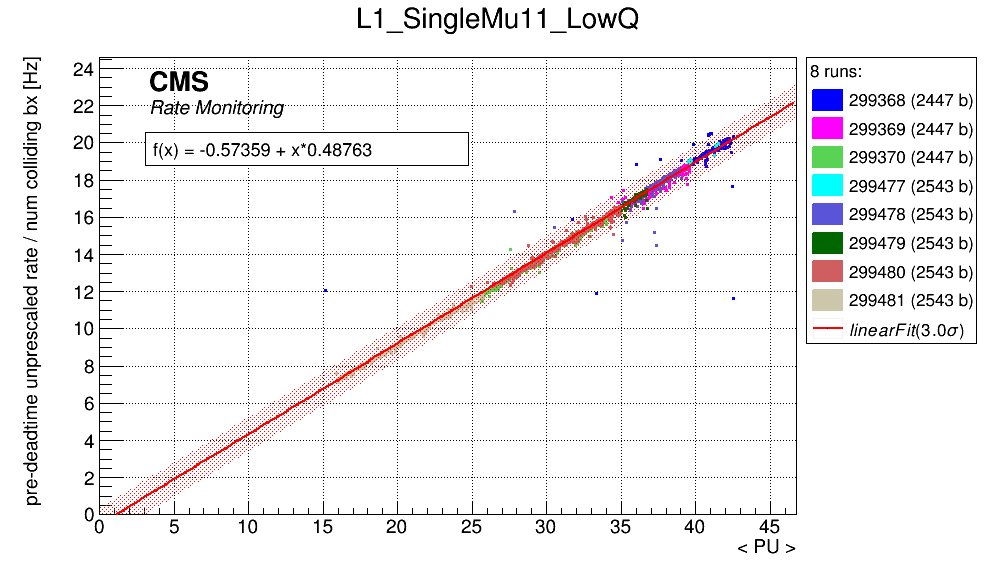 L1_SingleMu11_LowQ
pre-deadtime unprescaled rate / num colliding bx [Hz]
CMS
Rate Monitoring
f(x) = -0.57359 + x*0.48763
24
22
20
18
16
14
12
10
8
6
4
2
0
0 5 10 15 20 25 30 35 40 45
< PU >
8 runs:
299368 (2447 b)
299369 (2447 b)
299370 (2447 b)
299477 (2543 b)
299478 (2543 b)
299479 (2543 b)
299480 (2543 b)
299481 (2543 b)
linearFit(3.0σ)